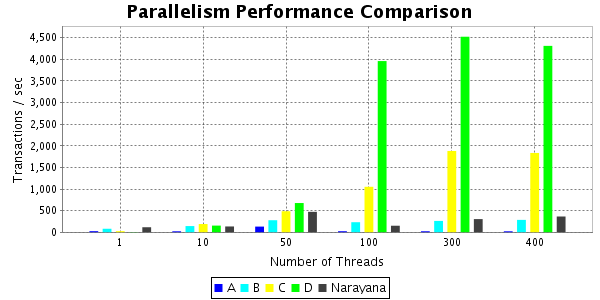 Parallelism Performance Comparison
Transactions / sec
4,500
4,000
3,500
3,000
2,500
2,000
1,500
1,000
500
0
1 10 50 100 300 400
Number of Threads
A B C D Narayana